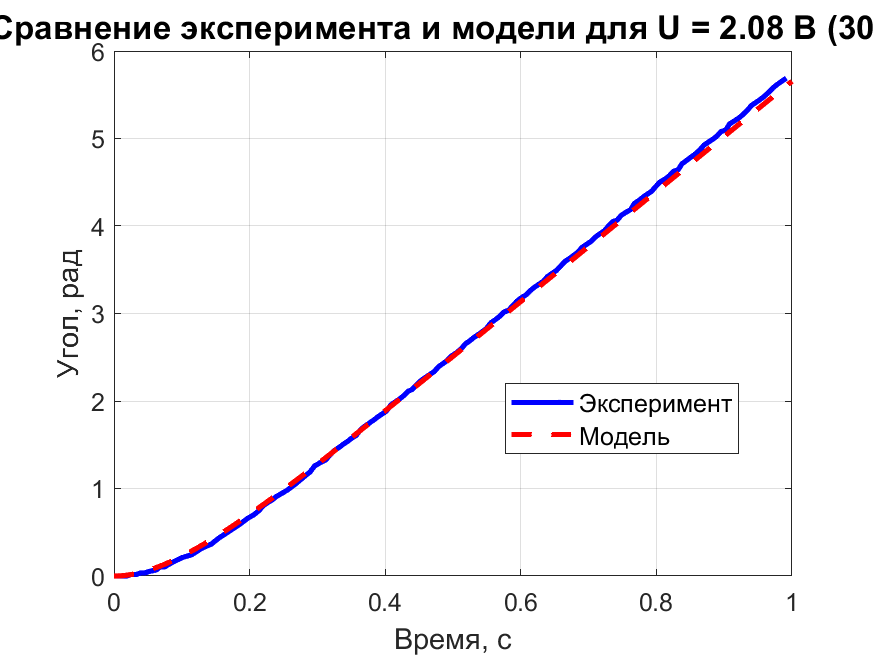 Сравнение эксперимента и модели для U = 2.08 В (30
6
5
4
3
2
1
0
Угол, рад
Эксперимент
Модель
0 0.2 0.4 0.6 0.8 1
Время, с